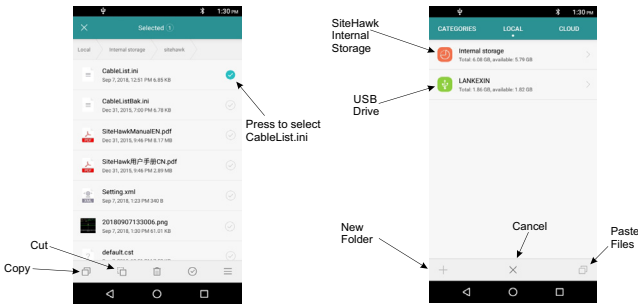 1:30 PM
Selected 1
Local
Internal storage
sitehawk
CableList.ini
Sep 7, 2018, 12:51 PM 6.85 KB
CableListBak.ini
Dec 31, 2015, 7:00 PM 6.78 KB
SiteHawkManualEN.pdf
Dec 31, 2015, 9:46 PM 8.17 MB
SiteHawk用户手册CN.pdf
Dec 31, 2015, 9:46 PM 2.89 MB
Setting.xml
Sep 7, 2018, 1:23 PM 340 B
20180907133006.png
Sep 7, 2018, 1:30 PM 61.01 KB
default.cst
Press to select
CableList.ini
Cut
Copy
1:30 PM
CATEGORIES
LOCAL
CLOUD
SiteHawk
Internal
Storage
Internal storage
Total: 6.08 GB, available: 5.79 GB
USB
Drive
LANKEXIN
Total: 1.86 GB, available: 1.82 GB
New
Folder
Cancel
Paste
Files